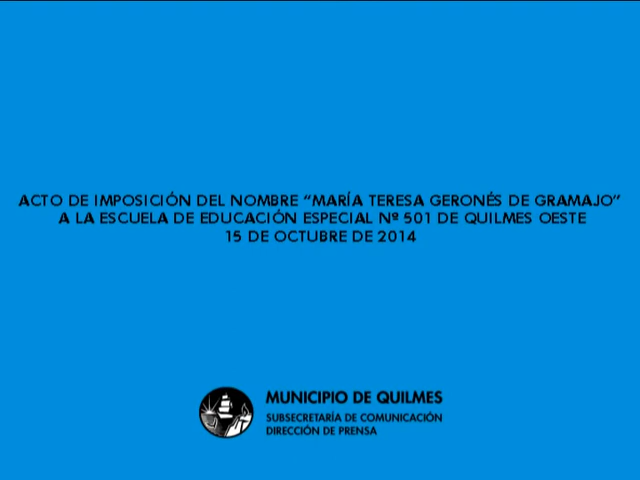 ACTO DE IMPOSICIÓN DEL NOMBRE “MARÍA TERESA GERONÉS DE GRAMAJO”
A LA ESCUELA DE EDUCACIÓN ESPECIAL Nº 501 DE QUILMES OESTE
15 DE OCTUBRE DE 2014
MUNICIPIO DE QUILMES
SUBSECRETARÍA DE COMUNICACIÓN
DIRECCIÓN DE PRENSA